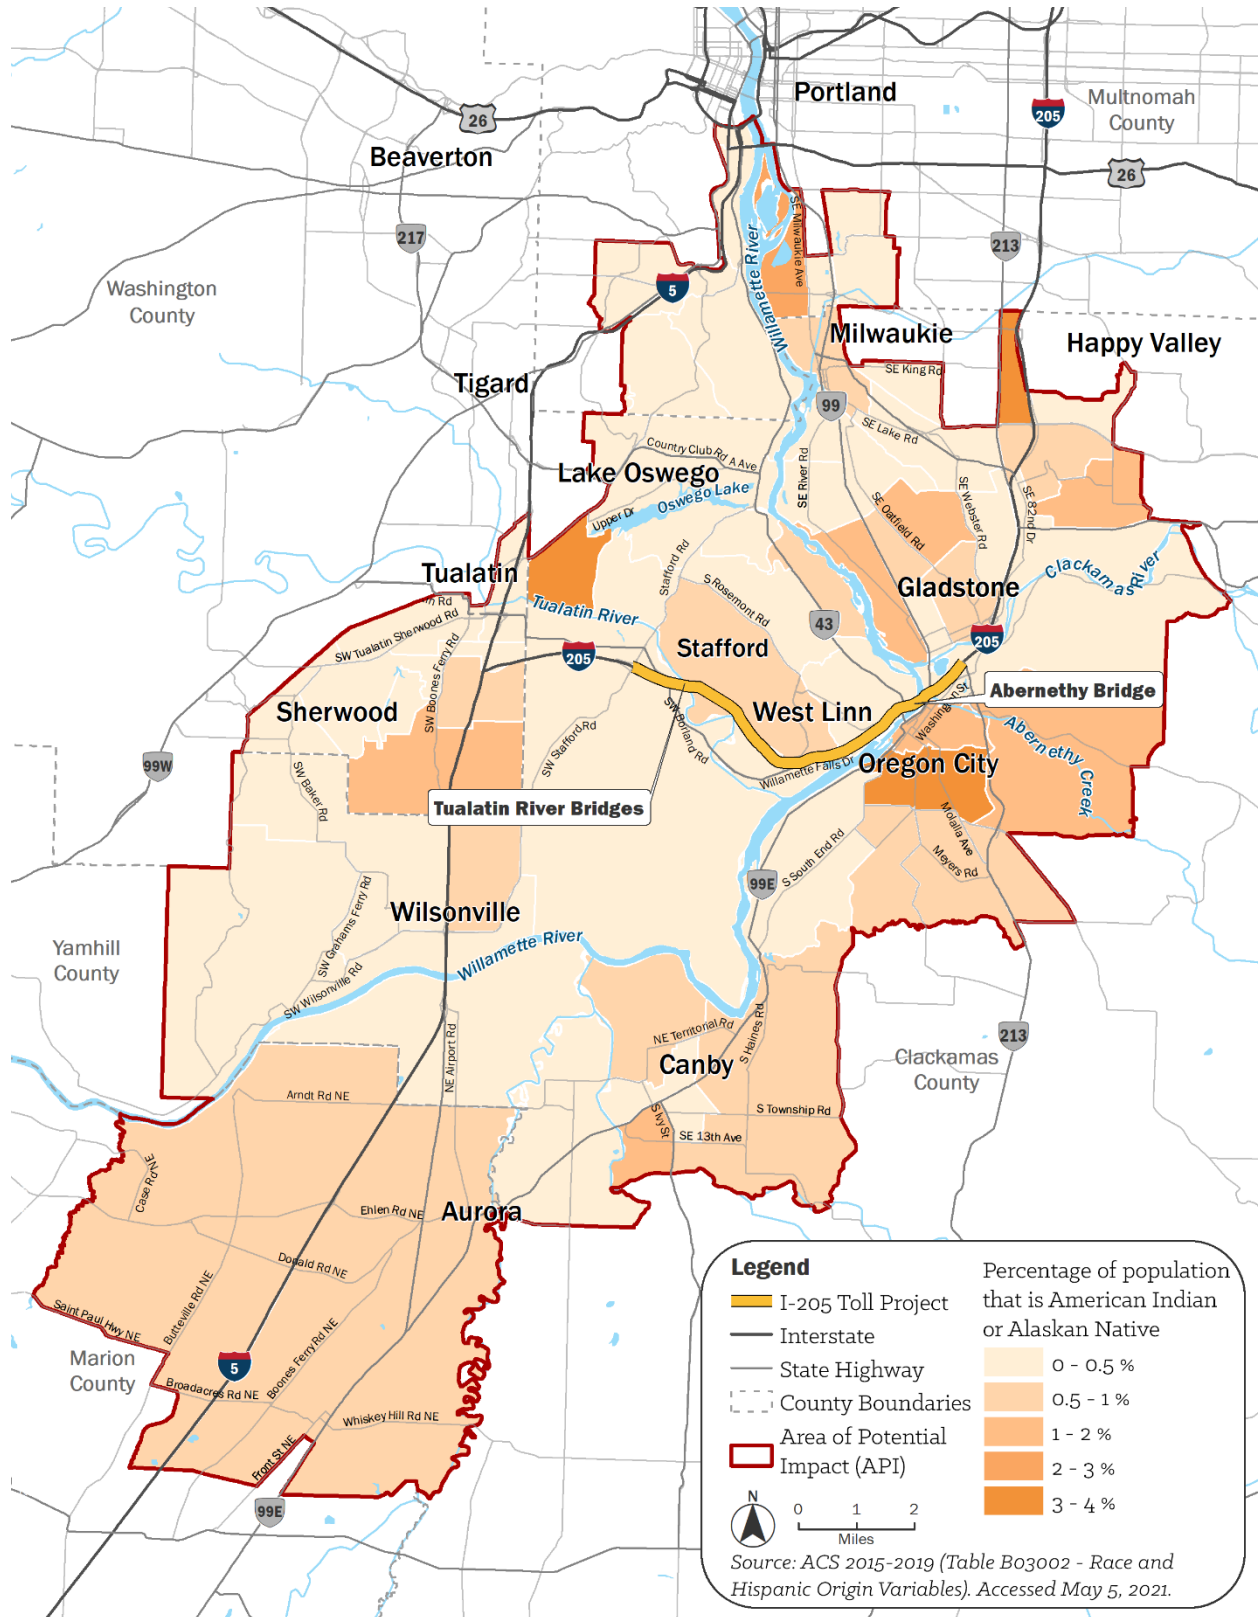 Portland
Multnomah
County
205
26
Beaverton
26
217
213
SE Milwaukie Ave
Willamette River
Washington
County
5
Milwaukie
Happy Valley
SE King Rd
Tigard
99
SE Lake Rd
Country Club Rd
A Ave
Lake Oswego
Oswego Lake
Upper Dr
SE River Rd
SE Oatfield Rd
SE Webster Rd
SE 82nd Dr
Stafford Rd
Clackamas River
Tualatin
Gladstone
S Rosemont Rd
Tualatin River
43
SW Tualatin Sherwood Rd
SW Boones Ferry Rd
205
Stafford
205
Abernethy Bridge
Sherwood
West Linn
Washington St
SW Borland Rd
SW Stafford Rd
Abernethy Creek
99W
Willamette Falls Dr
Oregon City
SW Baker Rd
Tualatin River Bridges
Molalla Ave
Meyers Rd
S South End Rd
99E
Wilsonville
SW Grahams Ferry Rd
Willamette River
Yamhill
County
SW Wilsonville Rd
NE Airport Rd
NE Territorial Rd
S Haines Rd
213
Canby
Clackamas
County
Arndt Rd NE
S Ivy St
S Township Rd
SE 13th Ave
Case Rd NE
Ehlen Rd NE
Aurora
Donald Rd NE
Butteville Rd NE
Saint Paul Hwy NE
Marion
County
5
Boones Ferry Rd NE
Broadacres Rd NE
Whiskey Hill Rd NE
Front St NE
99E
Legend
I-205 Toll Project
Interstate
State Highway
County Boundaries
Area of Potential
Impact (API)
N
0 1 2
Miles
Percentage of population
that is American Indian
or Alaskan Native
0 - 0.5 %
0.5 - 1 %
1 - 2 %
2 - 3 %
3 - 4 %
Source: ACS 2015-2019 (Table B03002 - Race and
Hispanic Origin Variables). Accessed May 5, 2021.